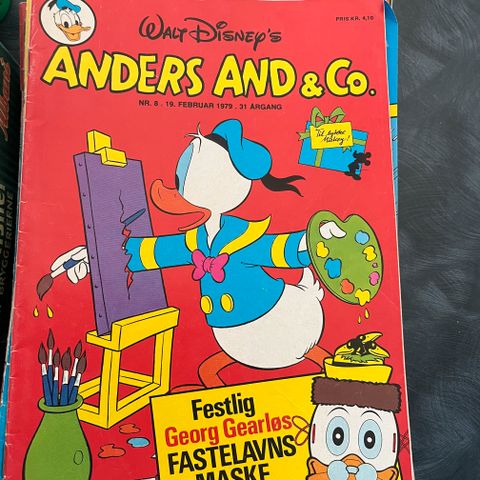 PRIS KR. 4,10
WALT DISNEY'S
ANDERS AND & Co.
NR. 8 . 19. FEBRUAR 1979 . 31 ÅRGANG
Festlig
Georg Gearløs
FASTELAVNS
MASKE
BRYGGERIERNE